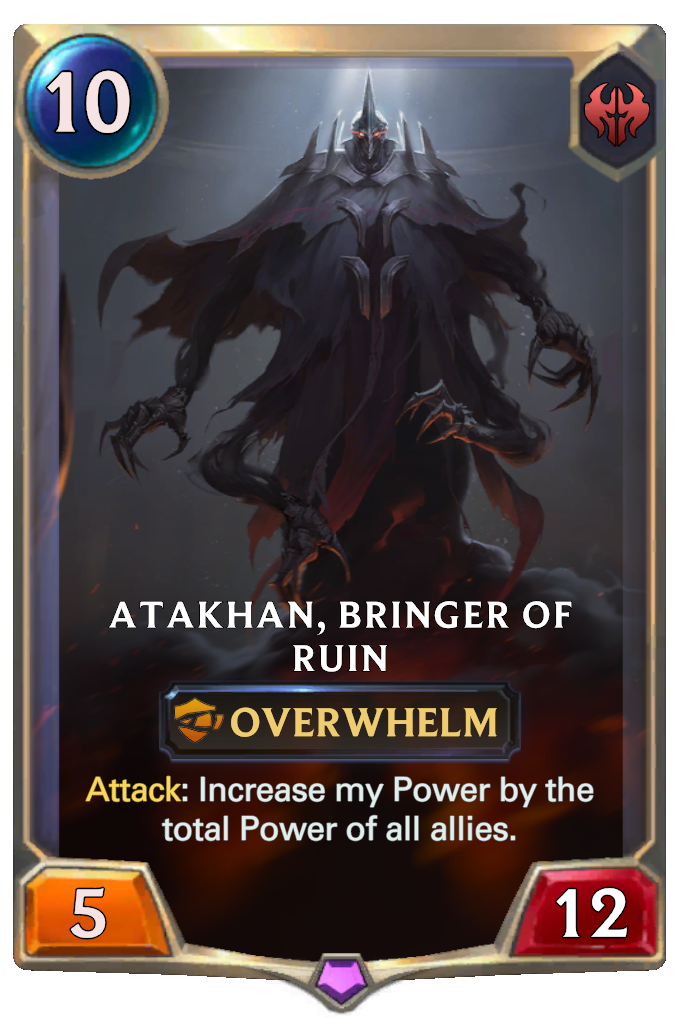 10
ATAKHAN, BRINGER OF
RUIN
OVERWHELM
Attack: Increase my Power by the
total Power of all allies.
5
12